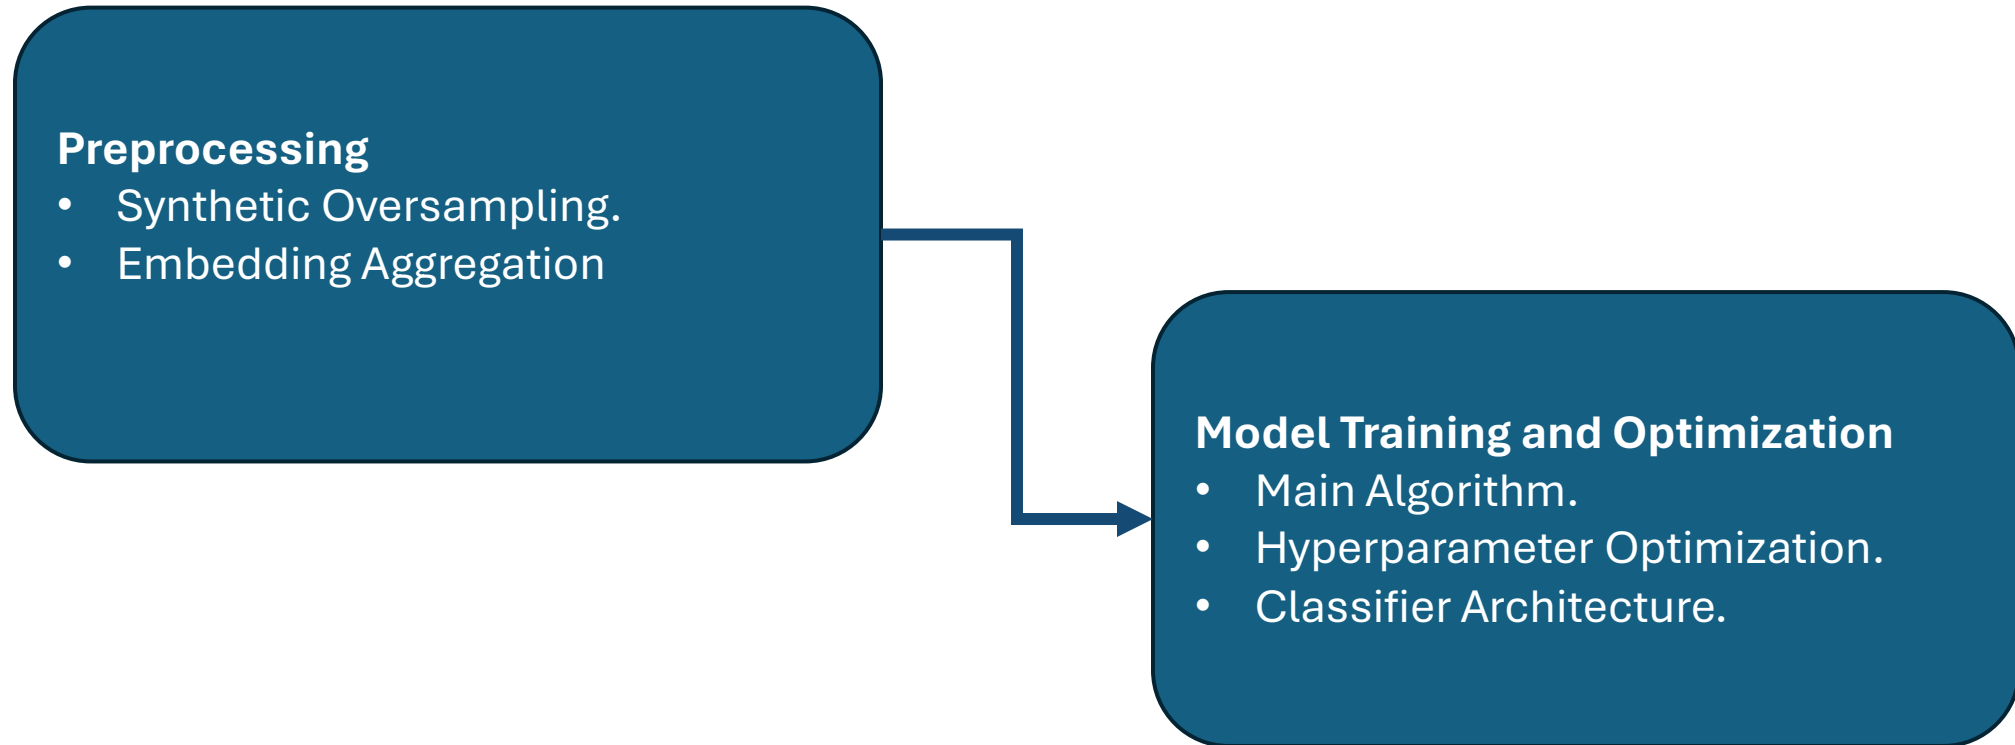 Preprocessing
• Synthetic Oversampling.
• Embedding Aggregation
Model Training and Optimization
• Main Algorithm.
• Hyperparameter Optimization.
• Classifier Architecture.